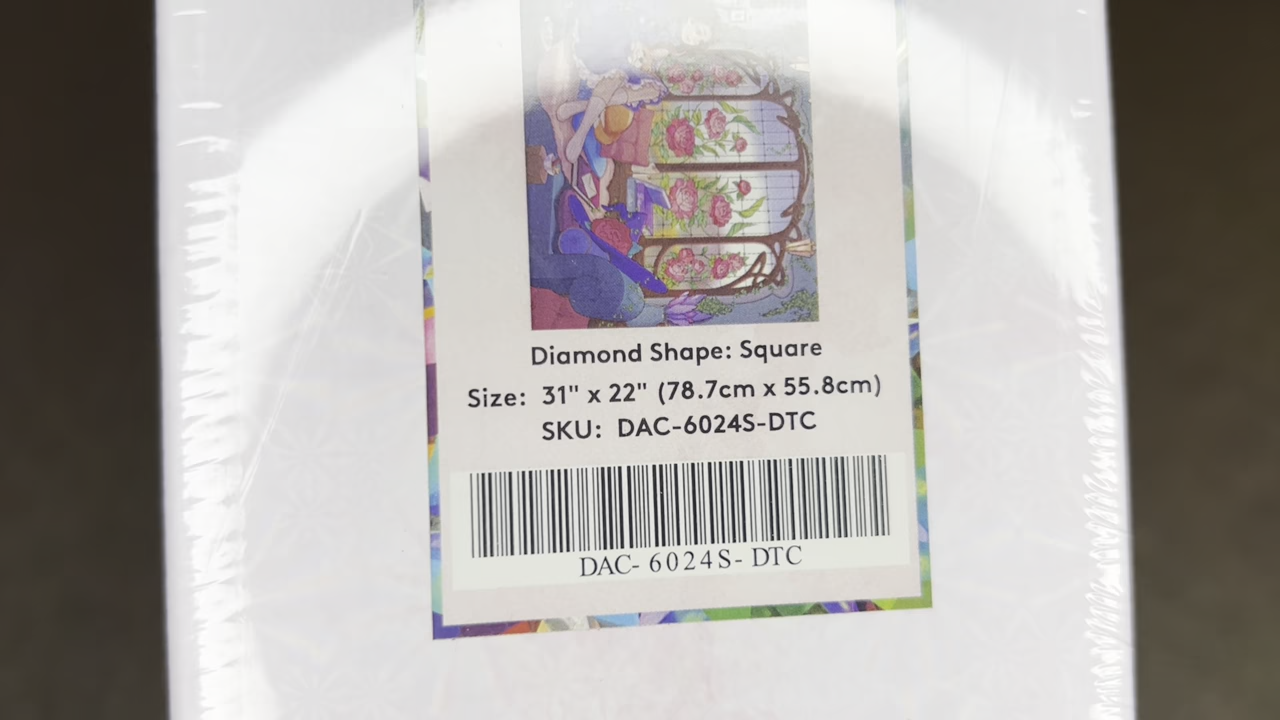 Diamond Shape: Square
Size: 31" x 22" (78.7cm x 55.8cm)
SKU: DAC-6024S-DTC
DAC- 6024S- DTC